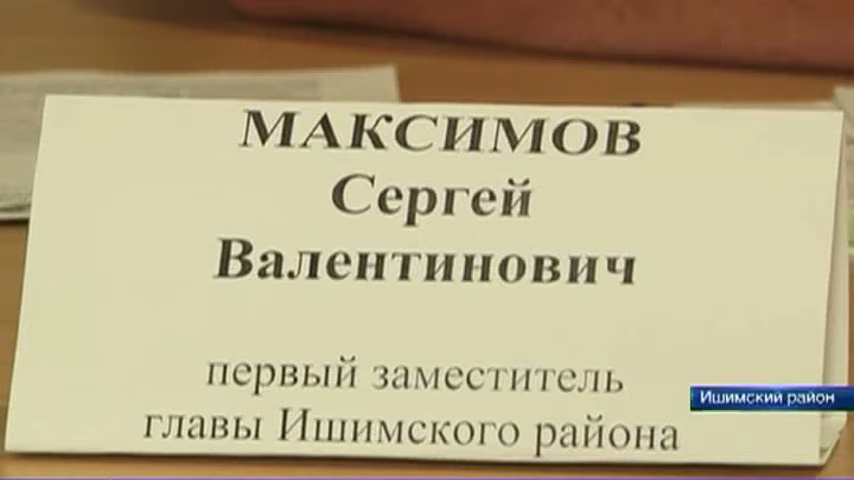 МАКСИМОВ
Сергей
Валентинович
первый заместитель
главы Ишимского района
Ишимский район